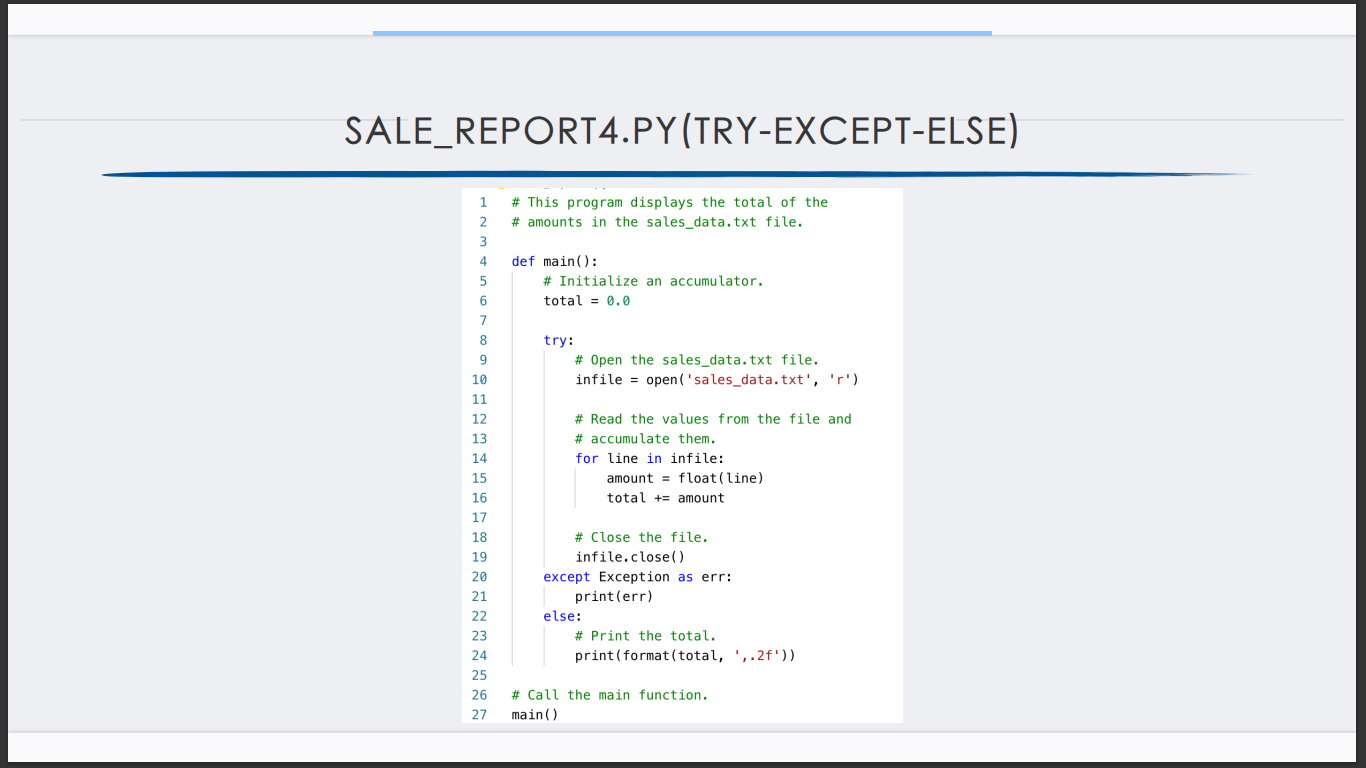 SALE_REPORT4.PY(TRY-EXCEPT-ELSE)
1 # This program displays the total of the
2 # amounts in the sales_data.txt file.
3
4 def main():
5     # Initialize an accumulator.
6     total = 0.0
7
8     try:
9         # Open the sales_data.txt file.
10         infile = open('sales_data.txt', 'r')
11
12         # Read the values from the file and
13         # accumulate them.
14         for line in infile:
15             amount = float(line)
16             total += amount
17
18         # Close the file.
19         infile.close()
20     except Exception as err:
21         print(err)
22     else:
23         # Print the total.
24         print(format(total, ',.2f'))
25
26 # Call the main function.
27 main()